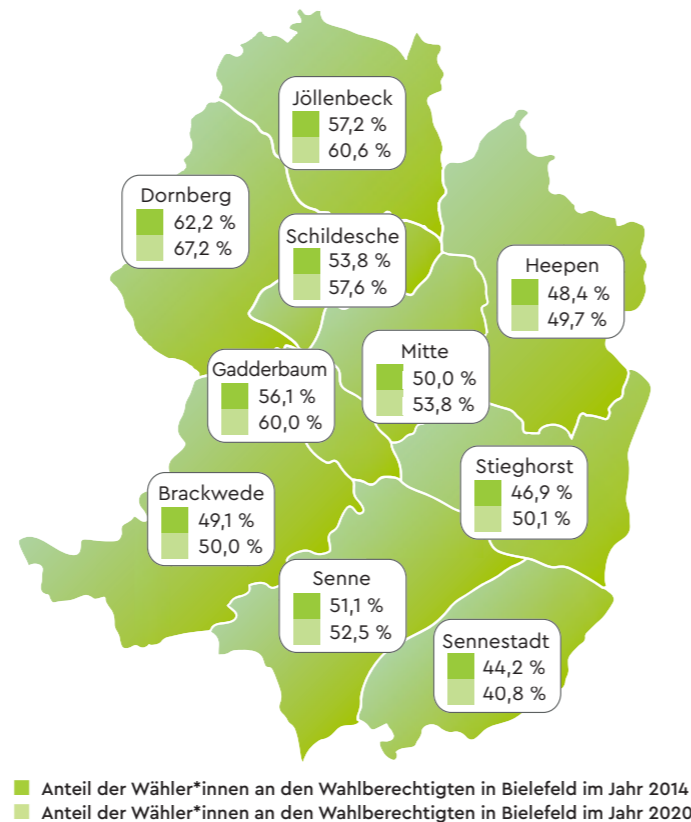 Jöllenbeck
57,2 %
60,6 %
Dornberg
62,2 %
67,2 %
Schildesche
53,8 %
57,6 %
Heepen
48,4 %
49,7 %
Mitte
50,0 %
53,8 %
Gadderbaum
56,1 %
60,0 %
Stieghorst
46,9 %
50,1 %
Brackwede
49,1 %
50,0 %
Senne
51,1 %
52,5 %
Sennestadt
44,2 %
40,8 %
Anteil der Wähler*innen an den Wahlberechtigten in Bielefeld im Jahr 2014
Anteil der Wähler*innen an den Wahlberechtigten in Bielefeld im Jahr 2020